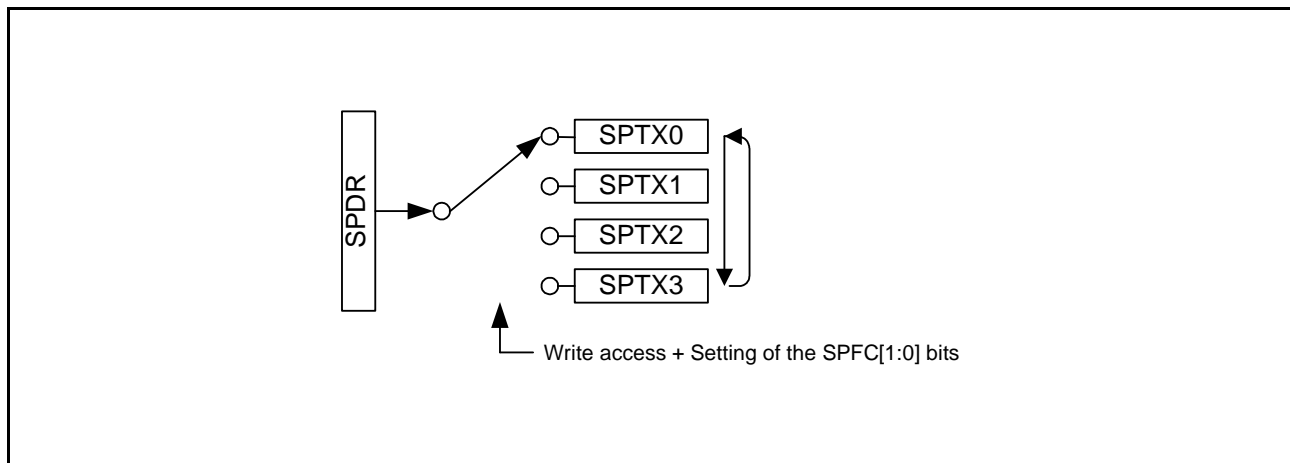 SPDR
SPTX0
SPTX1
SPTX2
SPTX3
Write access + Setting of the SPFC[1:0] bits